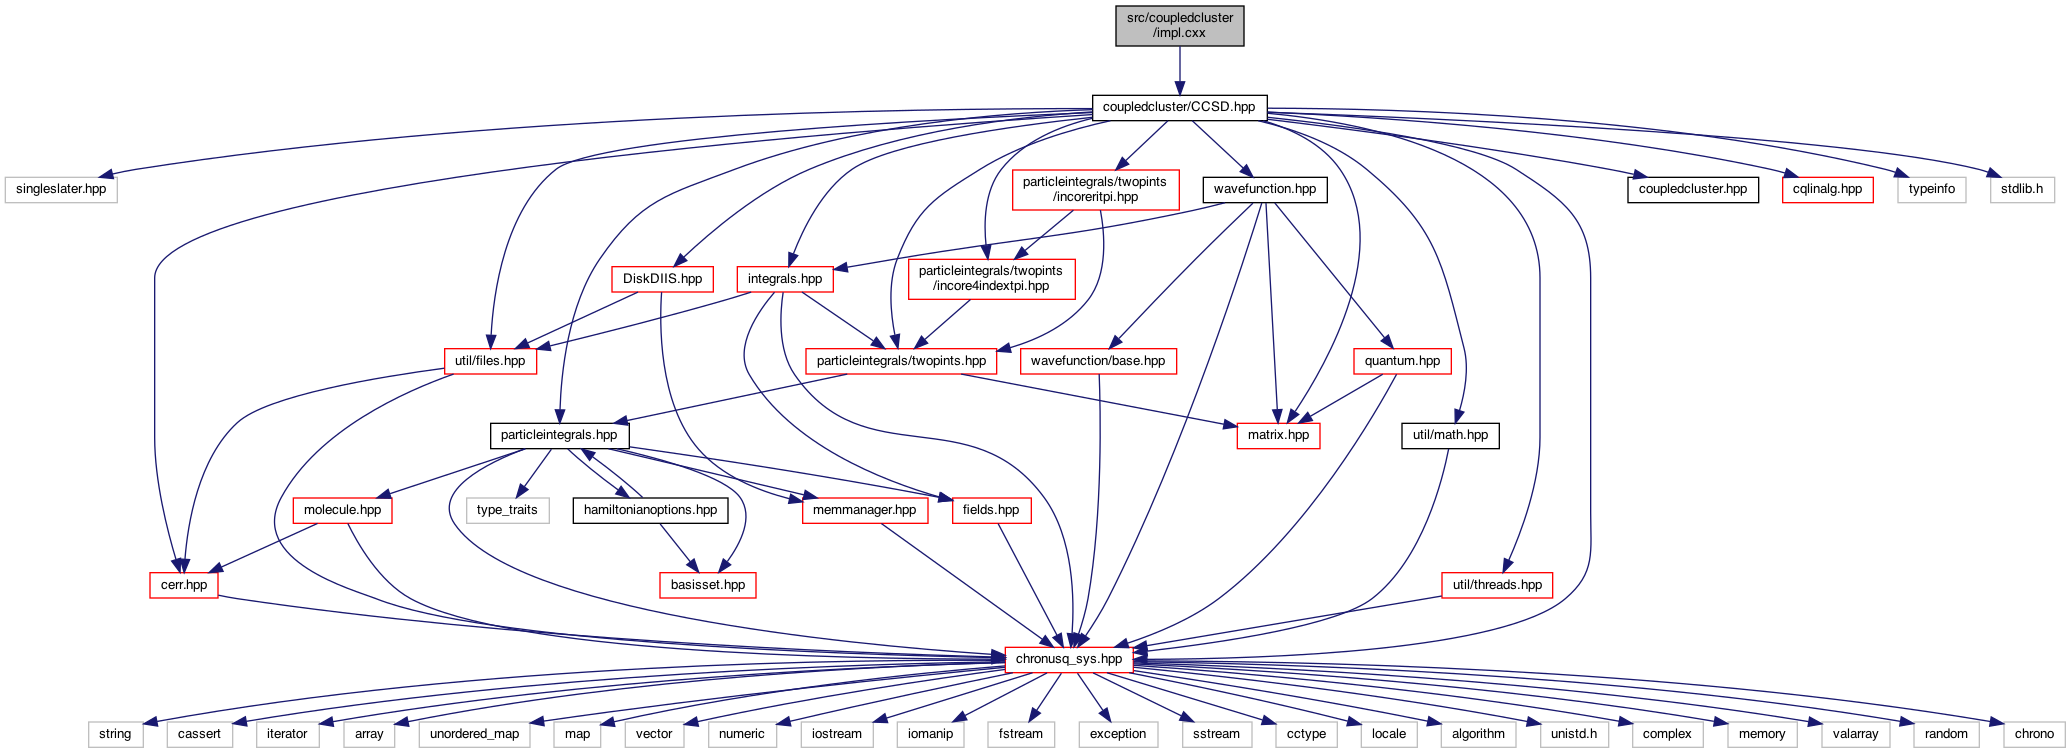 src/coupledcluster
/impl.cxx
coupledcluster/CCSD.hpp
singleslater.hpp
particleintegrals/twopints
/incoreritpi.hpp
wavefunction.hpp
coupledcluster.hpp
cqlinalg.hpp
typeinfo
stdlib.h
DiskDIIS.hpp
integrals.hpp
particleintegrals/twopints
/incore4indextpi.hpp
util/files.hpp
particleintegrals/twopints.hpp
wavefunction/base.hpp
quantum.hpp
particleintegrals.hpp
matrix.hpp
util/math.hpp
molecule.hpp
type_traits
hamiltonianoptions.hpp
memmanager.hpp
fields.hpp
cerr.hpp
basisset.hpp
util/threads.hpp
chronusq_sys.hpp
string
cassert
iterator
array
unordered_map
map
vector
numeric
iostream
iomanip
fstream
exception
sstream
cctype
locale
algorithm
unistd.h
complex
memory
valarray
random
chrono